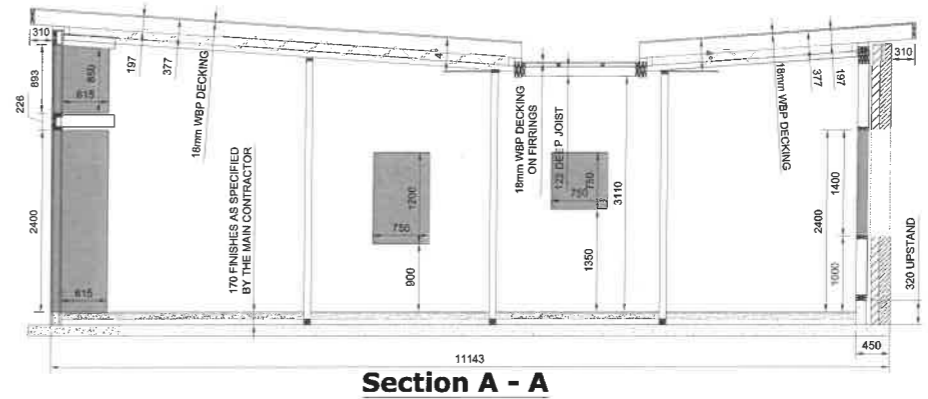 310
893
226
2400
850
615
615
197
377
18mm WBP DECKING
170 FINISHES AS SPECIFIED
BY THE MAIN CONTRACTOR
1200
750
900
4°
18mm WBP DECKING
ON FIRRINGS
122 DEEP JOIST
750
750
1350
3110
4°
18mm WBP DECKING
377
197
310
2400
1400
1000
320 UPSTAND
450
11143
Section A - A